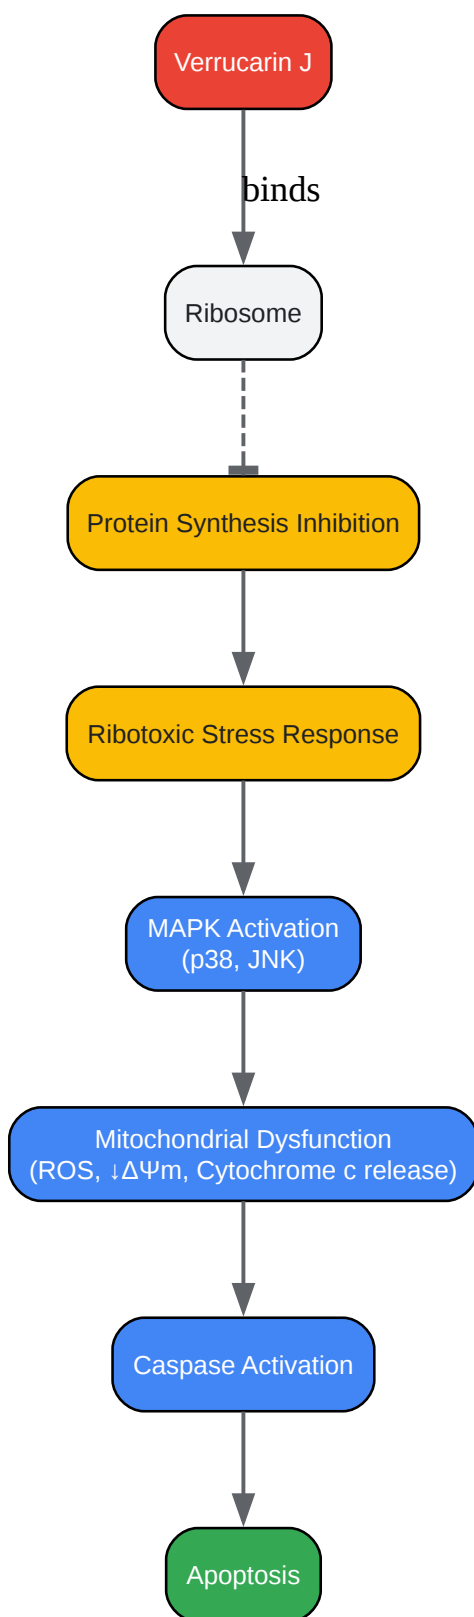 Verrucarin J
binds
Ribosome
Protein Synthesis Inhibition
Ribotoxic Stress Response
MAPK Activation
(p38, JNK)
Mitochondrial Dysfunction
(ROS, ↓ΔΨm, Cytochrome c release)
Caspase Activation
Apoptosis